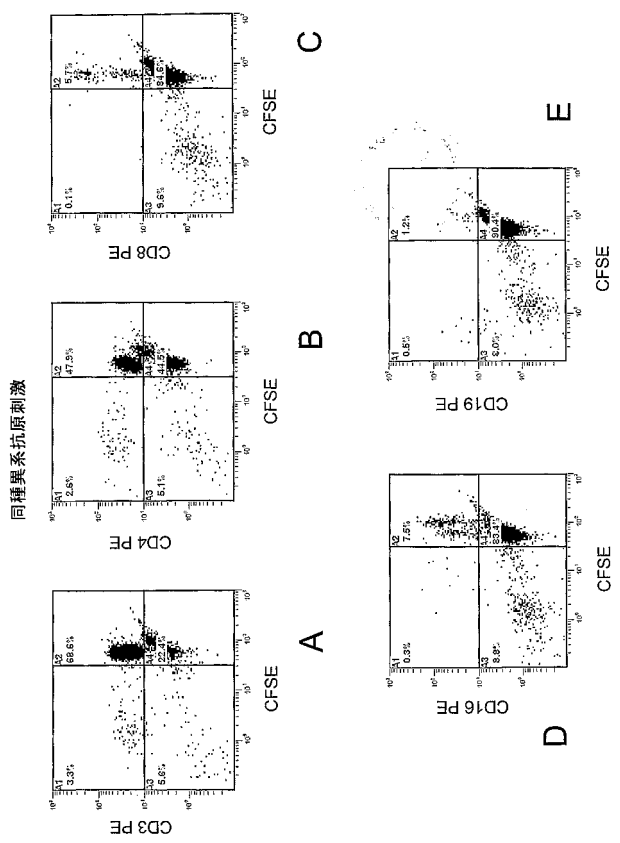 同種異系抗原刺激
A1
3.3%
A2
68.6%
A3
5.6%
A4
22.4%
CD3 PE
CFSE
A
A1
2.6%
A2
47.9%
A3
5.1%
A4
44.5%
CD4 PE
CFSE
B
A1
0.1%
A2
5.7%
A3
9.6%
A4
84.6%
CD8 PE
CFSE
C
A1
0.3%
A2
7.5%
A3
8.8%
83.4%
CD16 PE
CFSE
D
A1
0.5%
A2
1.2%
A3
8.0%
A4
90.4%
CD19 PE
CFSE
E